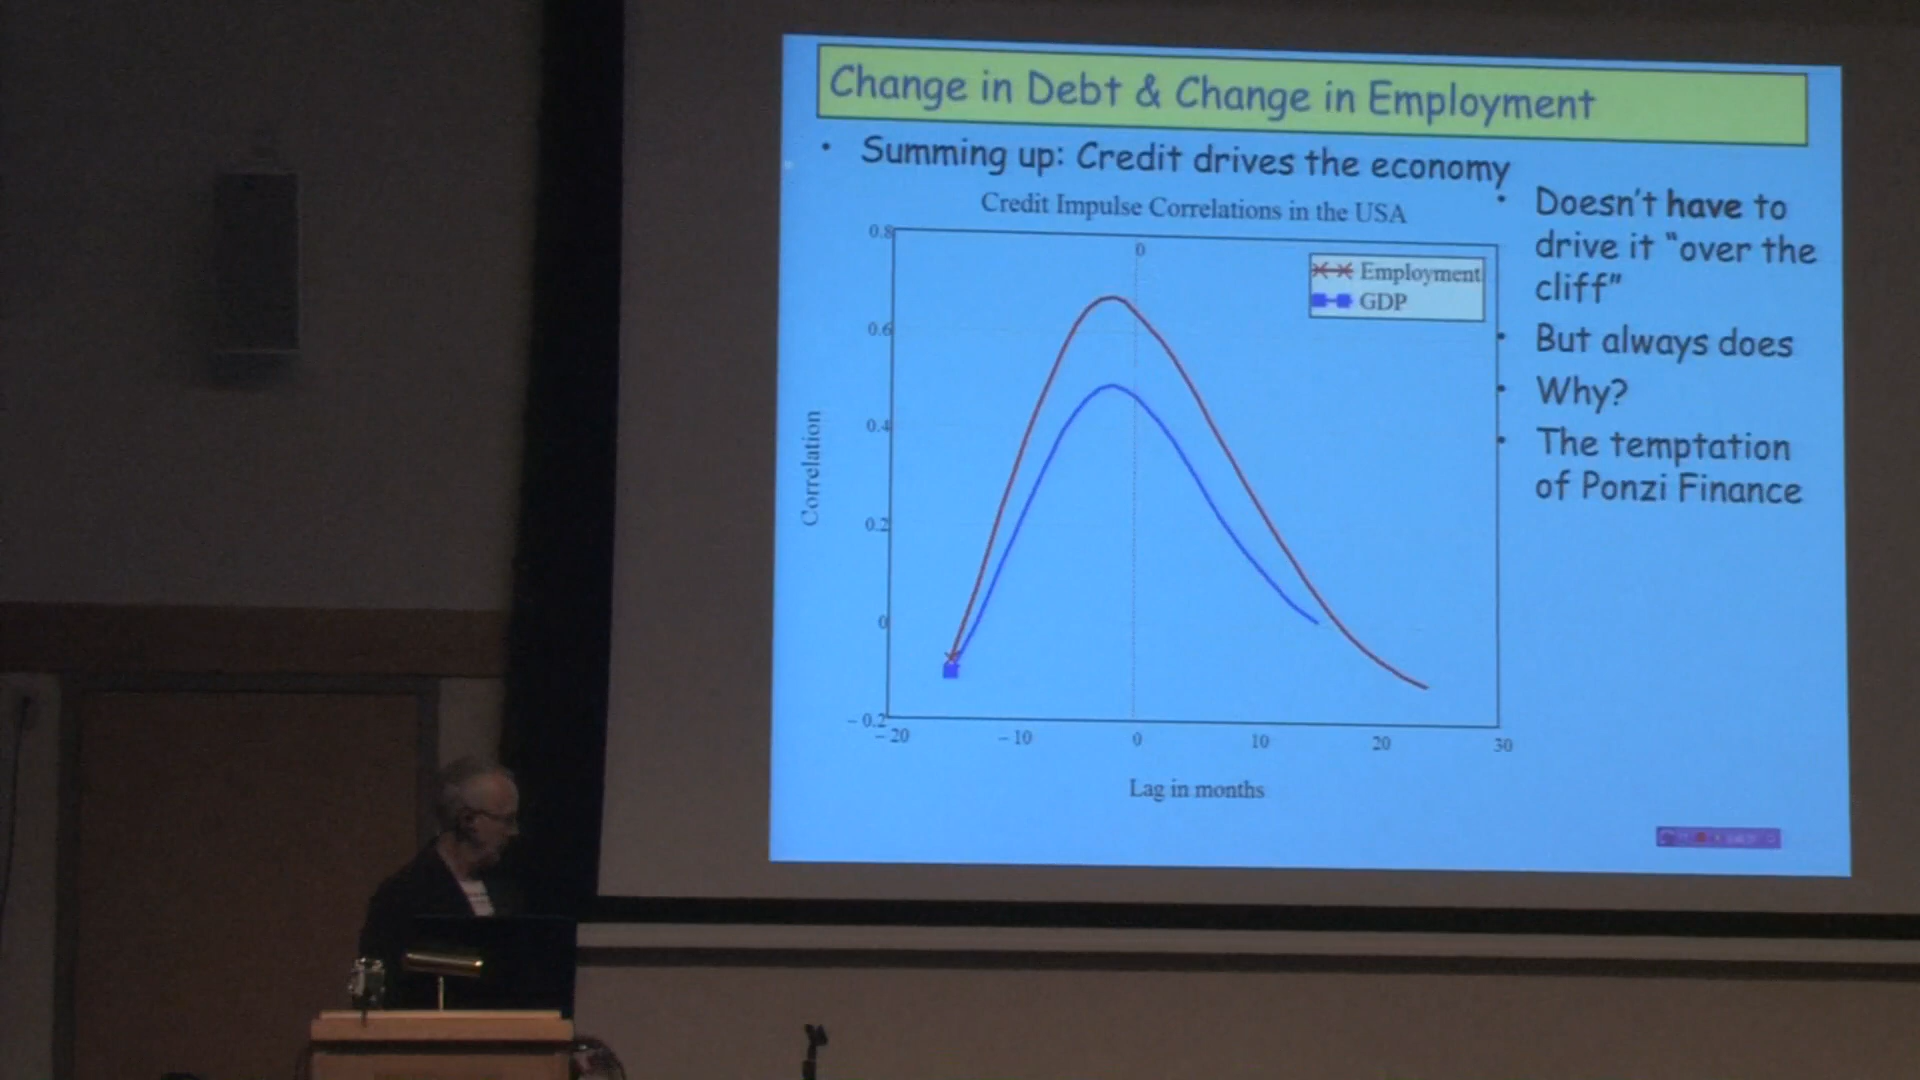 Change in Debt & Change in Employment
• Summing up: Credit drives the economy
Credit Impulse Correlations in the USA
0.8
0.6
0.4
0.2
0
– 0.2
Correlation
0
Employment
GDP
– 20
– 10
0
10
20
30
Lag in months
• Doesn't have to
drive it "over the
cliff"
• But always does
• Why?
• The temptation
of Ponzi Finance